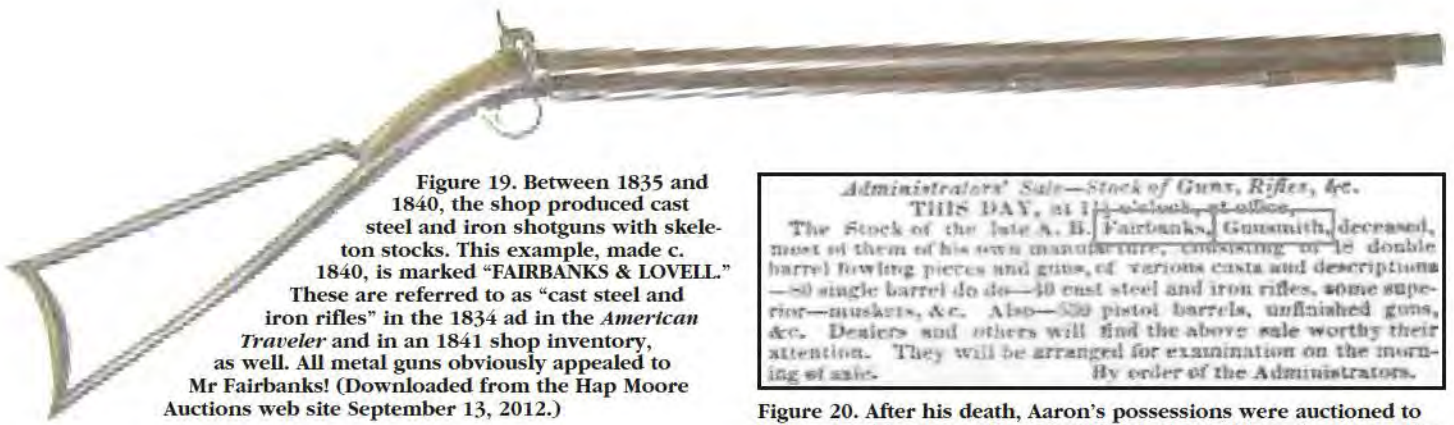 Figure 19. Between 1835 and
1840, the shop produced cast
steel and iron shotguns with skele-
ton stocks. This example, made c.
1840, is marked “FAIRBANKS & LOVELL.”
These are referred to as “cast steel and
iron rifles” in the 1834 ad in the American
Traveler and in an 1841 shop inventory,
as well. All metal guns obviously appealed to
Mr Fairbanks! (Downloaded from the Hap Moore
Auctions web site September 13, 2012.)
Administrators' Sale—Stock of Guns, Rifles, &c.
THIS DAY, at o'clock, at office,
The Stock of the late A. B. Fairbanks, Gunsmith, deceased,
most of them of his own manufacture, consisting of double
barrel fowling pieces and guns, of various casts and descriptions
—80 single barrel do do—40 cast steel and iron rifles, some supe-
rior—muskets, &c. Also— pistol barrels, unfinished guns,
&c. Dealers and others will find the above sale worthy their
attention. They will be arranged for examination on the morn-
ing of sale. By order of the Administrators.
Figure 20. After his death, Aaron’s possessions were auctioned to